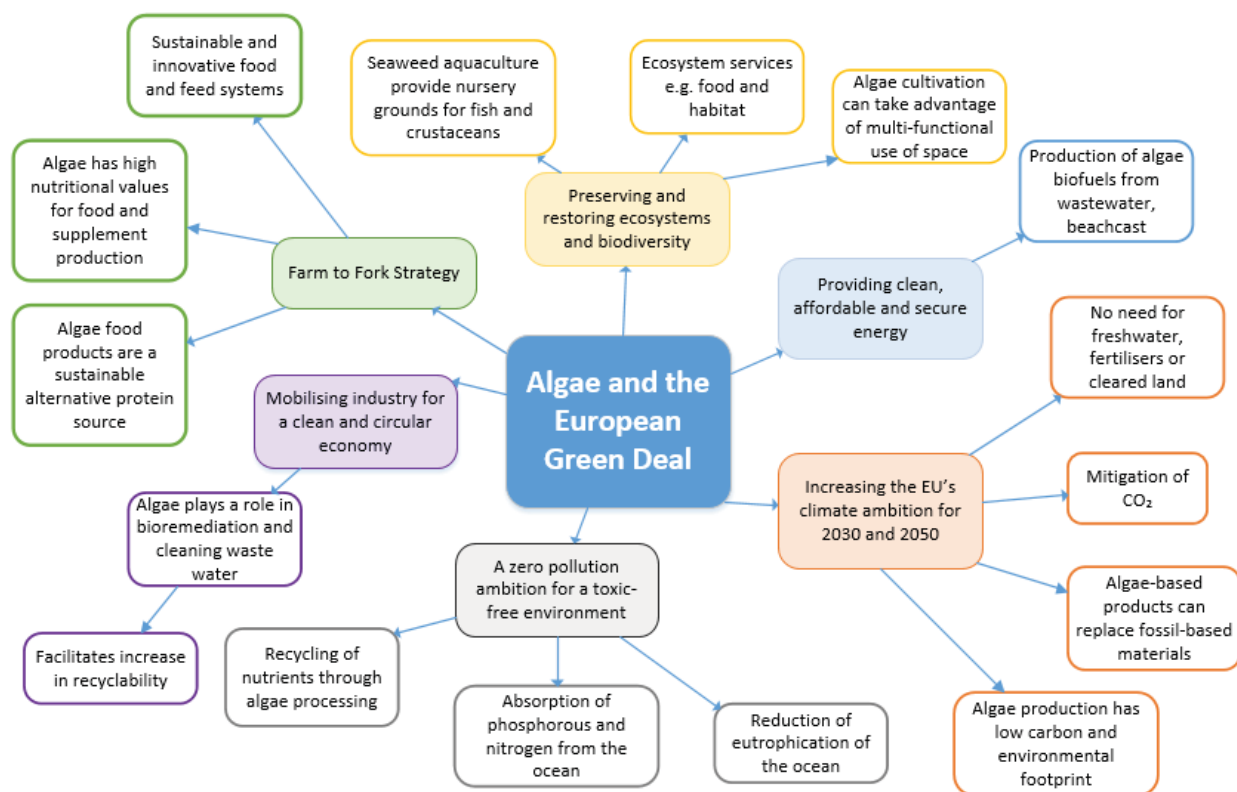 Sustainable and
innovative food
and feed systems
Seaweed aquaculture
provide nursery
grounds for fish and
crustaceans
Ecosystem services
e.g. food and
habitat
Algae cultivation
can take advantage
of multi-functional
use of space
Algae has high
nutritional values
for food and
supplement
production
Production of algae
biofuels from
wastewater,
beachcast
Preserving and
restoring ecosystems
and biodiversity
Farm to Fork Strategy
Providing clean,
affordable and secure
energy
Algae food
products are a
sustainable
alternative protein
source
No need for
freshwater,
fertilisers or
cleared land
Mobilising industry for
a clean and circular
economy
Algae and the
European
Green Deal
Increasing the EU's
climate ambition for
2030 and 2050
Mitigation of
CO₂
Algae plays a role in
bioremediation and
cleaning waste
water
A zero pollution
ambition for a toxic-
free environment
Algae-based
products can
replace fossil-based
materials
Facilitates increase
in recyclability
Recycling of
nutrients through
algae processing
Absorption of
phosphorous and
nitrogen from the
ocean
Reduction of
eutrophication of
the ocean
Algae production has
low carbon and
environmental
footprint